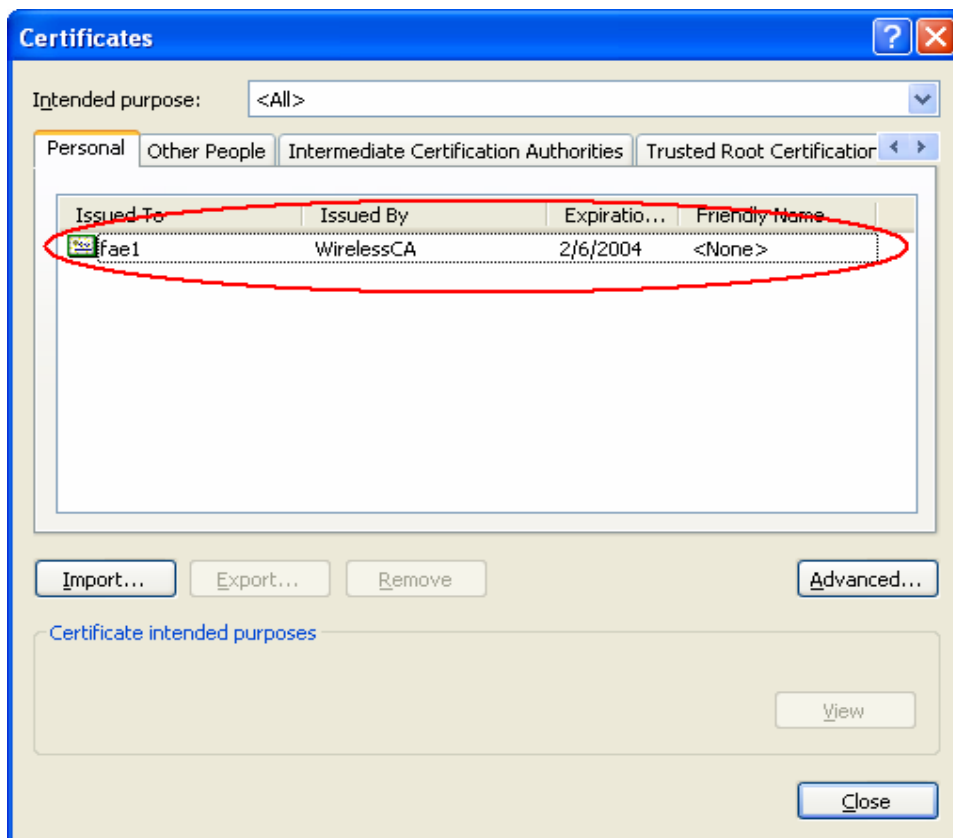 Certificates
Intended purpose: <All>
Personal Other People Intermediate Certification Authorities Trusted Root Certification
Issued To Issued By Expiratio... Friendly Name
fae1 WirelessCA 2/6/2004 <None>
Import... Export... Remove Advanced...
Certificate intended purposes
View
Close